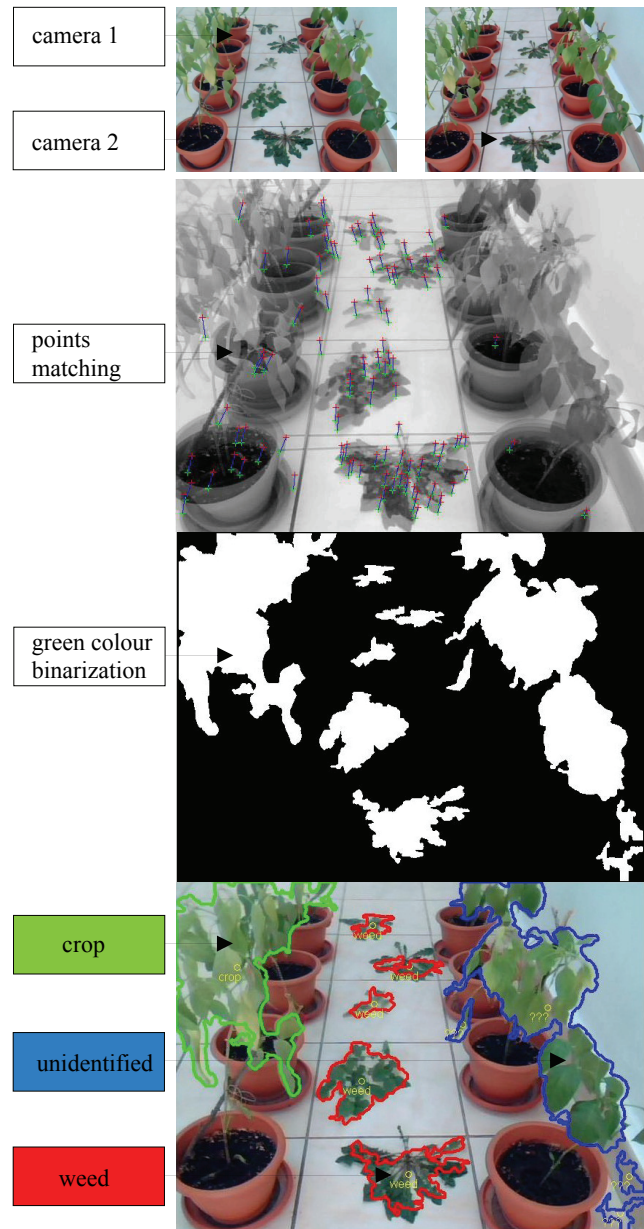 camera 1
camera 2
points
matching
green colour
binarization
crop
unidentified
weed
weed
crop
weed
weed
???
weed
weed
???